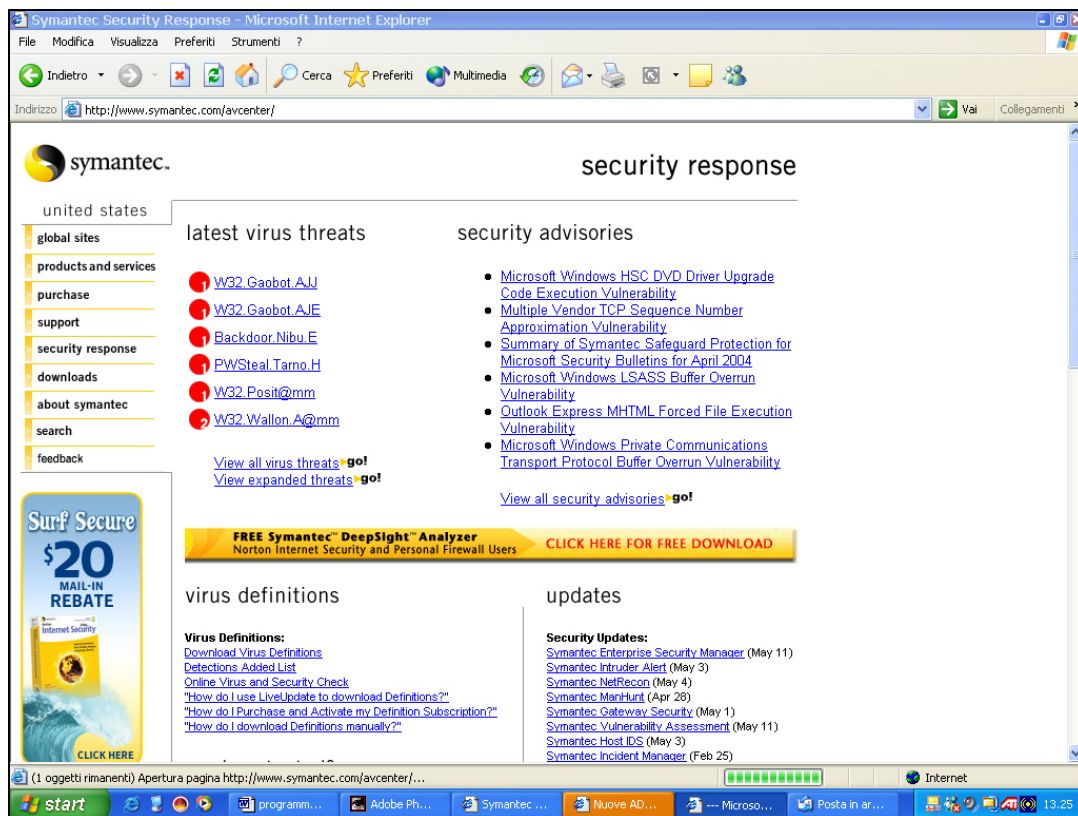 Symantec Security Response - Microsoft Internet Explorer
File Modifica Visualizza Preferiti Strumenti ?
Indietro Cerca Preferiti Multimedia
Indirizzo http://www.symantec.com/avcenter/ Vai Collegamenti
symantec.
security response
united states
global sites
products and services
purchase
support
security response
downloads
about symantec
search
feedback
Surf Secure
$20
MAIL-IN
REBATE
Internet Security
CLICK HERE
latest virus threats
1 W32.Gaobot.AJJ
1 W32.Gaobot.AJE
1 Backdoor.Nibu.E
1 PWSteal.Tarno.H
1 W32.Posit@mm
2 W32.Wallon.A@mm
View all virus threats go!
View expanded threats go!
security advisories
Microsoft Windows HSC DVD Driver Upgrade
Code Execution Vulnerability
Multiple Vendor TCP Sequence Number
Approximation Vulnerability
Summary of Symantec Safeguard Protection for
Microsoft Security Bulletins for April 2004
Microsoft Windows LSASS Buffer Overrun
Vulnerability
Outlook Express MHTML Forced File Execution
Vulnerability
Microsoft Windows Private Communications
Transport Protocol Buffer Overrun Vulnerability
View all security advisories go!
FREE Symantec™ DeepSight™ Analyzer
Norton Internet Security and Personal Firewall Users
CLICK HERE FOR FREE DOWNLOAD
virus definitions
Virus Definitions:
Download Virus Definitions
Detections Added List
Online Virus and Security Check
"How do I use LiveUpdate to download Definitions?"
"How do I Purchase and Activate my Definition Subscription?"
"How do I download Definitions manually?"
updates
Security Updates:
Symantec Enterprise Security Manager (May 11)
Symantec Intruder Alert (May 3)
Symantec NetRecon (May 4)
Symantec ManHunt (Apr 28)
Symantec Gateway Security (May 1)
Symantec Vulnerability Assessment (May 11)
Symantec Host IDS (May 3)
Symantec Incident Manager (Feb 25)
(1 oggetti rimanenti) Apertura pagina http://www.symantec.com/avcenter/... Internet
start programm... Adobe Ph... Symantec ... Nuove AD... --- Microso... Posta in ar... 13.25